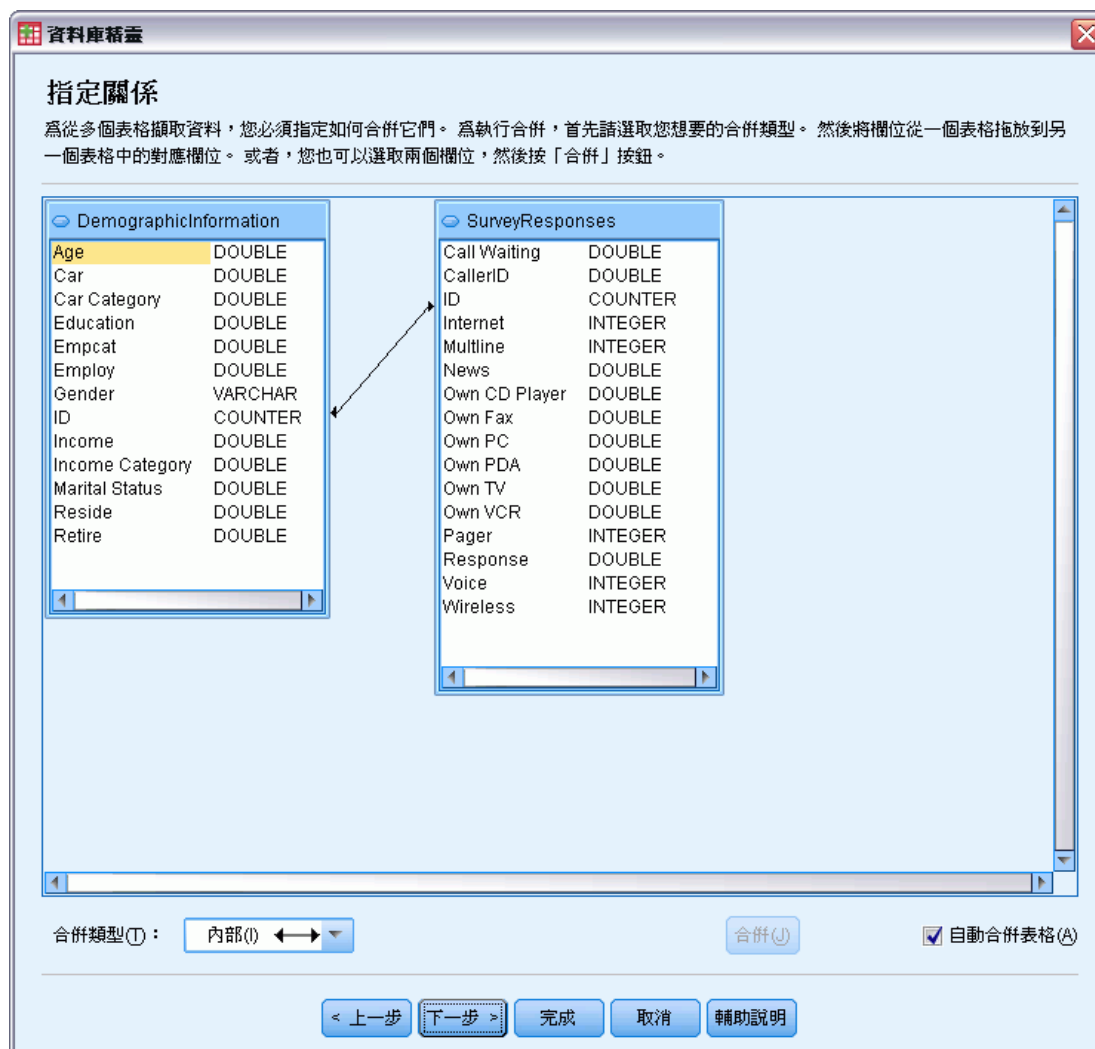 資料庫精靈
指定關係
為從多個表格擷取資料，您必須指定如何合併它們。 為執行合併，首先請選取您想要的合併類型。 然後將欄位從一個表格拖放到另
一個表格中的對應欄位。 或者，您也可以選取兩個欄位，然後按「合併」按鈕。
DemographicInformation
Age DOUBLE
Car DOUBLE
Car Category DOUBLE
Education DOUBLE
Empcat DOUBLE
Employ DOUBLE
Gender VARCHAR
ID COUNTER
Income DOUBLE
Income Category DOUBLE
Marital Status DOUBLE
Reside DOUBLE
Retire DOUBLE
SurveyResponses
Call Waiting DOUBLE
CallerID DOUBLE
ID COUNTER
Internet INTEGER
Multline INTEGER
News DOUBLE
Own CD Player DOUBLE
Own Fax DOUBLE
Own PC DOUBLE
Own PDA DOUBLE
Own TV DOUBLE
Own VCR DOUBLE
Pager INTEGER
Response DOUBLE
Voice INTEGER
Wireless INTEGER
合併類型(T)： 內部(I) 合併(J) 自動合併表格(A)
< 上一步 下一步 > 完成 取消 輔助說明